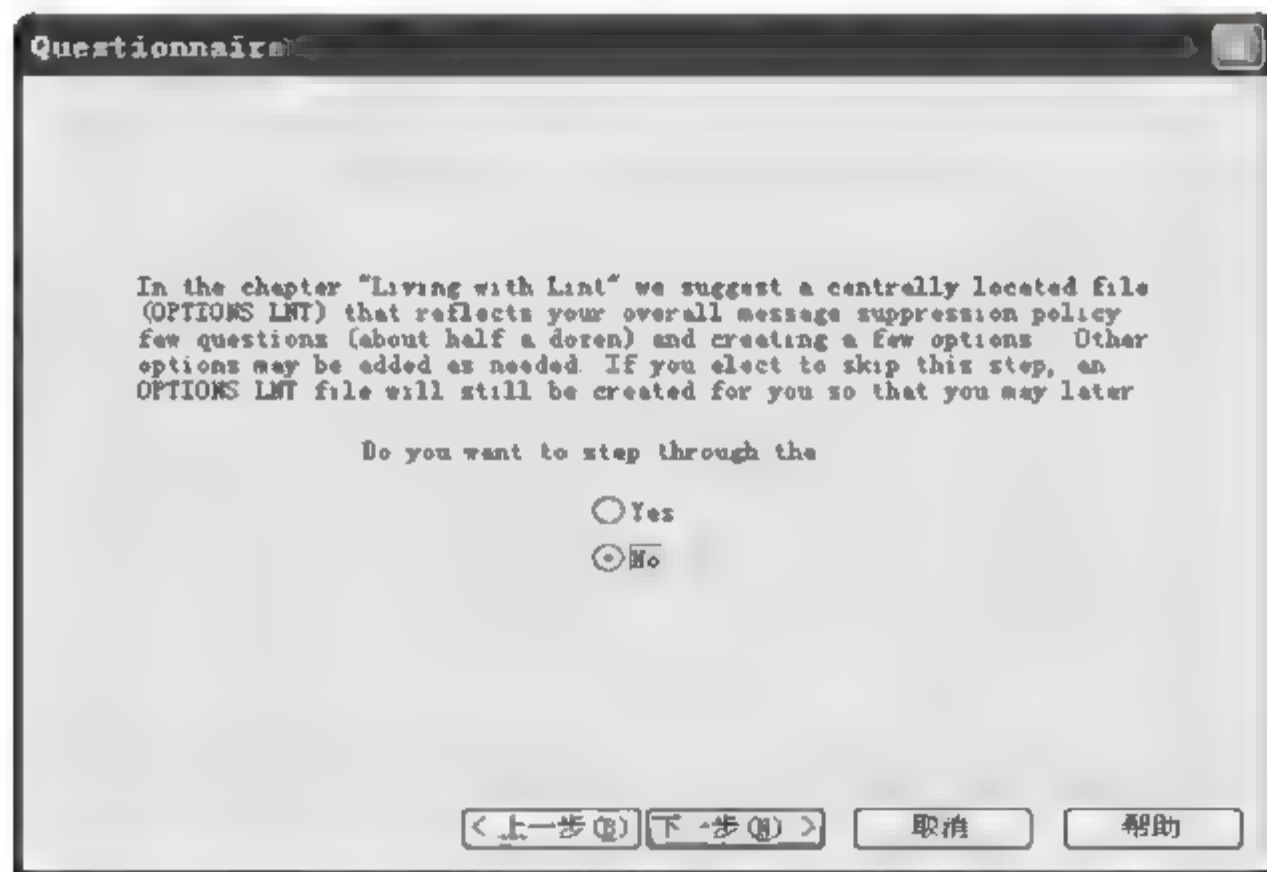 Questionnaire
In the chapter "Living with Lint" we suggest a centrally located file
(OPTIONS LNT) that reflects your overall message suppression policy
few questions (about half a dozen) and creating a few options Other
options may be added as needed. If you elect to skip this step, an
OPTIONS LNT file will still be created for you so that you may later
Do you want to step through the
Yes
No
< 上一步(B) 下一步(N) > 取消 帮助